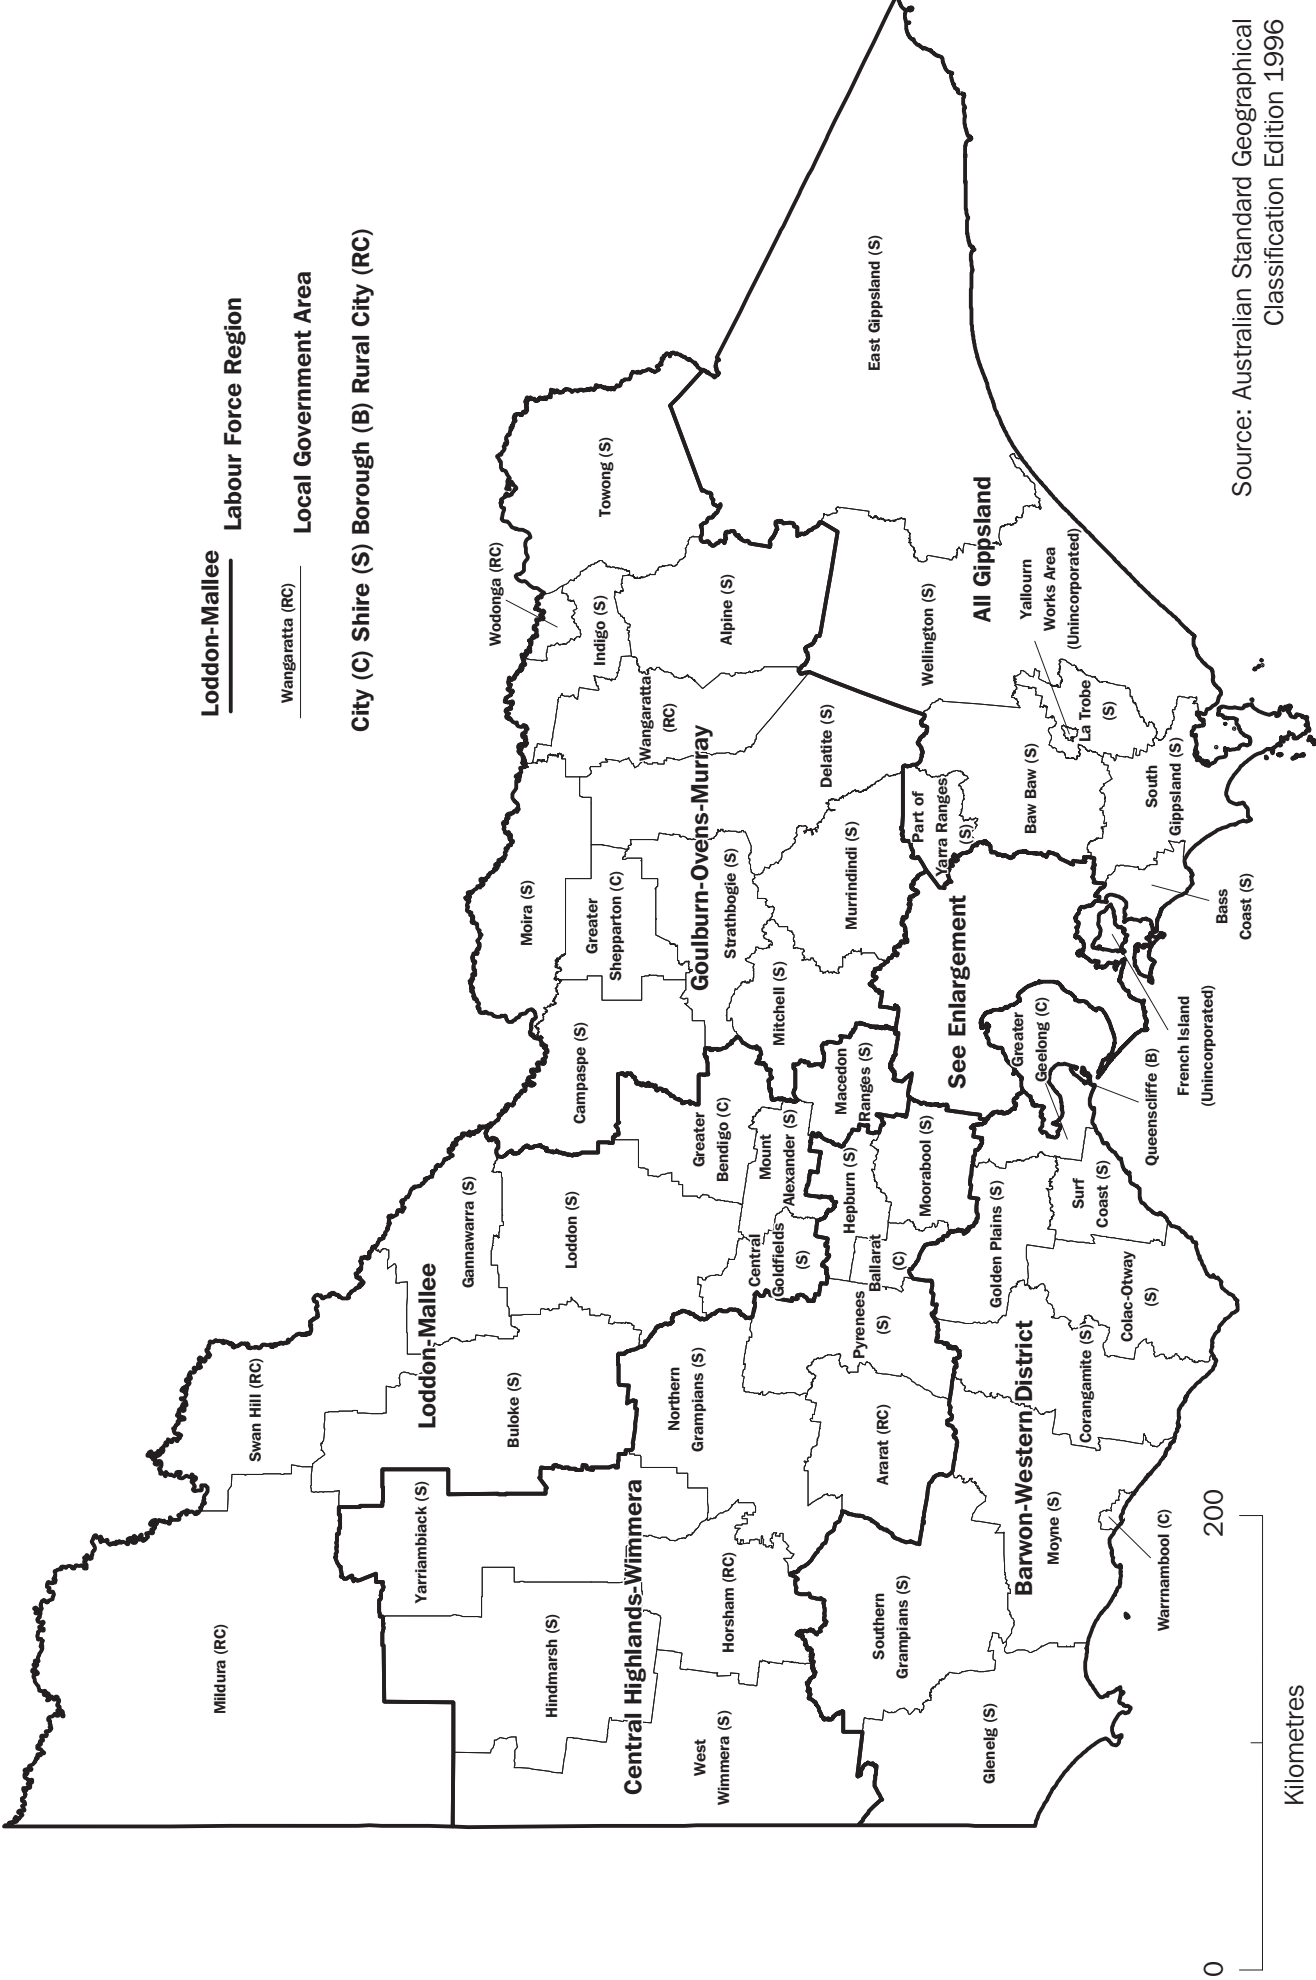 Loddon-Mallee
Labour Force Region
Wangaratta (RC)
Local Government Area
City (C) Shire (S) Borough (B) Rural City (RC)
Mildura (RC)
Swan Hill (RC)
Loddon-Mallee
Gannawarra (S)
Buloke (S)
Loddon (S)
Campaspe (S)
Greater
Bendigo (C)
Mount
Alexander (S)
Central
Goldfields
(S)
Macedon
Ranges (S)
Yarriambiack (S)
Hindmarsh (S)
Central Highlands-Wimmera
West
Wimmera (S)
Horsham (RC)
Northern
Grampians (S)
Ararat (RC)
Pyrenees
(S)
Ballarat
(C)
Hepburn (S)
Moorabool (S)
Moira (S)
Greater
Shepparton (C)
Goulburn-Ovens-Murray
Strathbogie (S)
Mitchell (S)
Murrindindi (S)
Delatite (S)
Wangaratta
(RC)
Indigo (S)
Wodonga (RC)
Towong (S)
Alpine (S)
East Gippsland (S)
All Gippsland
Wellington (S)
Yallourn
Works Area
(Unincorporated)
La Trobe
(S)
Baw Baw (S)
Part of
Yarra Ranges
(S)
South
Gippsland (S)
Bass
Coast (S)
French Island
(Unincorporated)
See Enlargement
Greater
Geelong (C)
Queenscliffe (B)
Surf
Coast (S)
Golden Plains (S)
Colac-Otway
(S)
Corangamite (S)
Barwon-Western District
Moyne (S)
Warrnambool (C)
Southern
Grampians (S)
Glenelg (S)
0
200
Kilometres
Source: Australian Standard Geographical
Classification Edition 1996